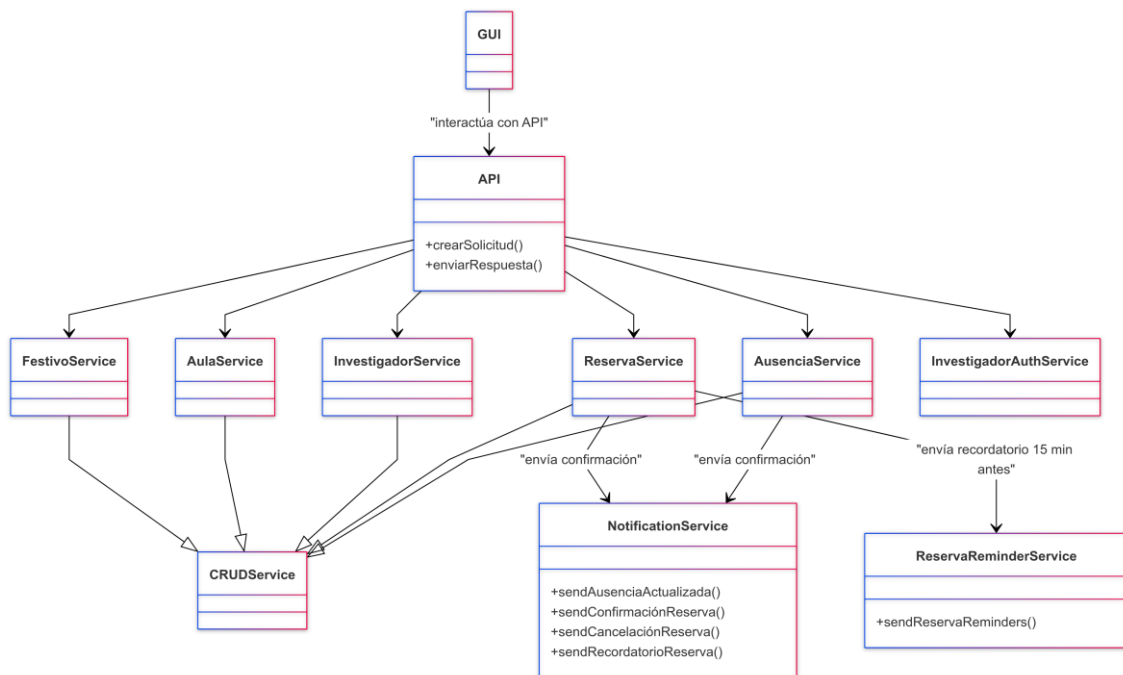 GUI
"interactúa con API"
API
+crearSolicitud()
+enviarRespuesta()
FestivoService
AulaService
InvestigadorService
ReservaService
AusenciaService
InvestigadorAuthService
"envía confirmación"
"envía confirmación"
"envía recordatorio 15 min
antes"
NotificationService
+sendAusenciaActualizada()
+sendConfirmaciónReserva()
+sendCancelaciónReserva()
+sendRecordatorioReserva()
ReservaReminderService
+sendReservaReminders()
CRUDService